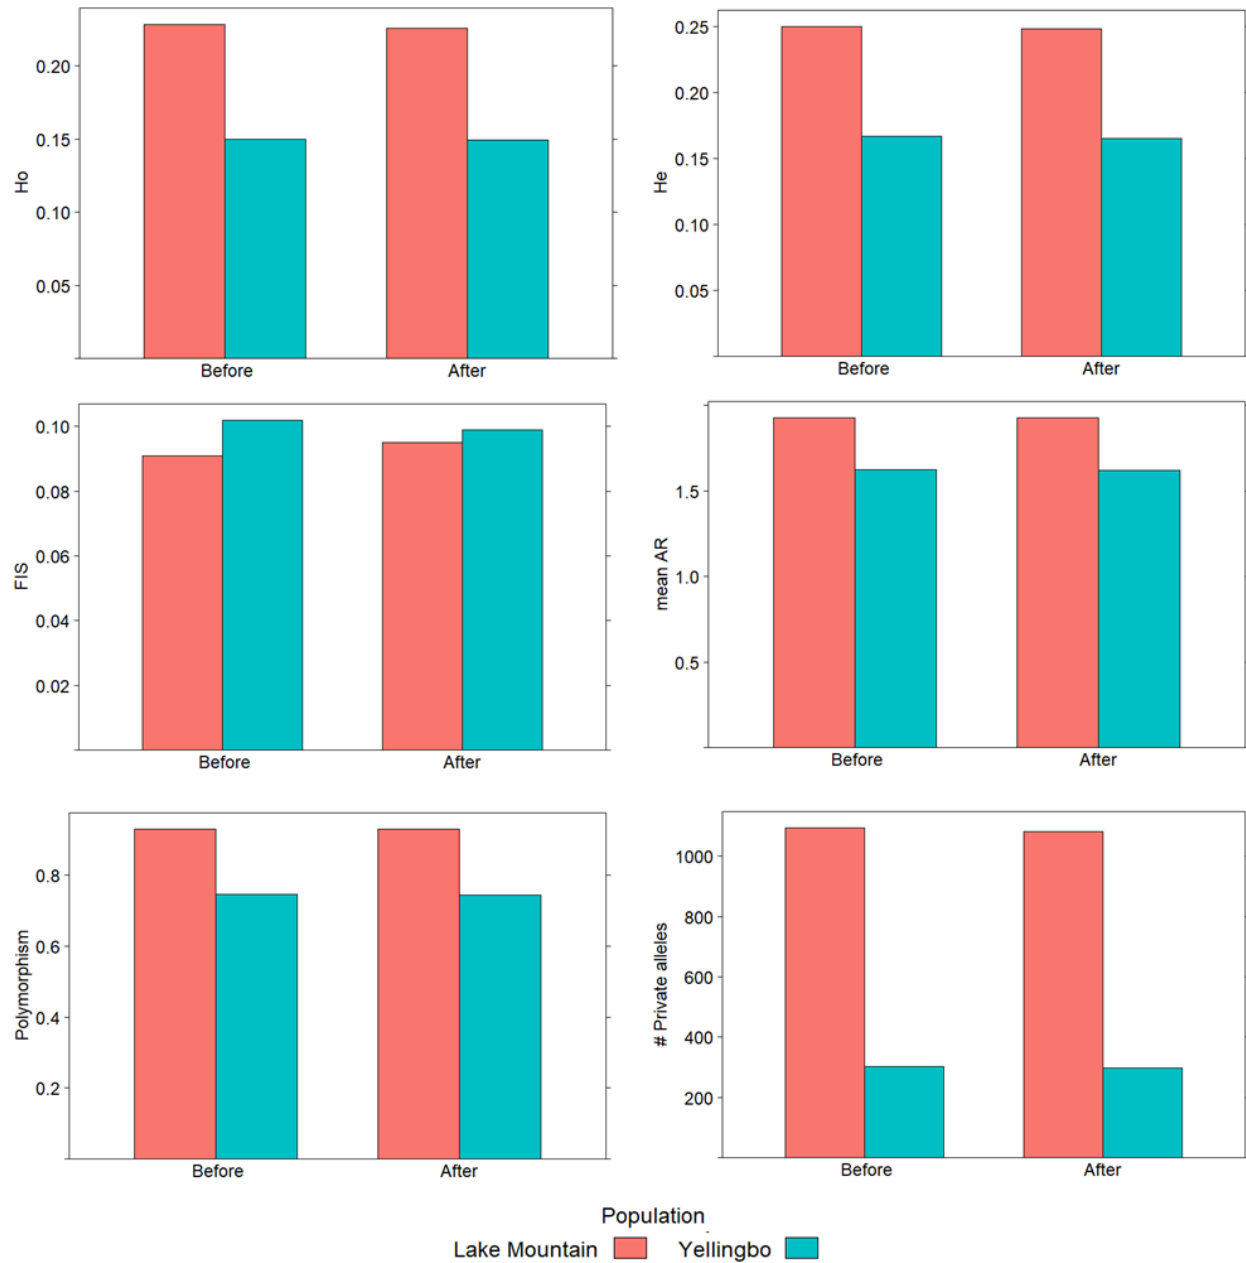 Ho
0.20
0.15
0.10
0.05
Before After
He
0.25
0.20
0.15
0.10
0.05
Before After
FIS
0.10
0.08
0.06
0.04
0.02
Before After
mean AR
1.5
1.0
0.5
Before After
Polymorphism
0.8
0.6
0.4
0.2
Before After
# Private alleles
1000
800
600
400
200
Before After
Population
Lake Mountain Yellingbo